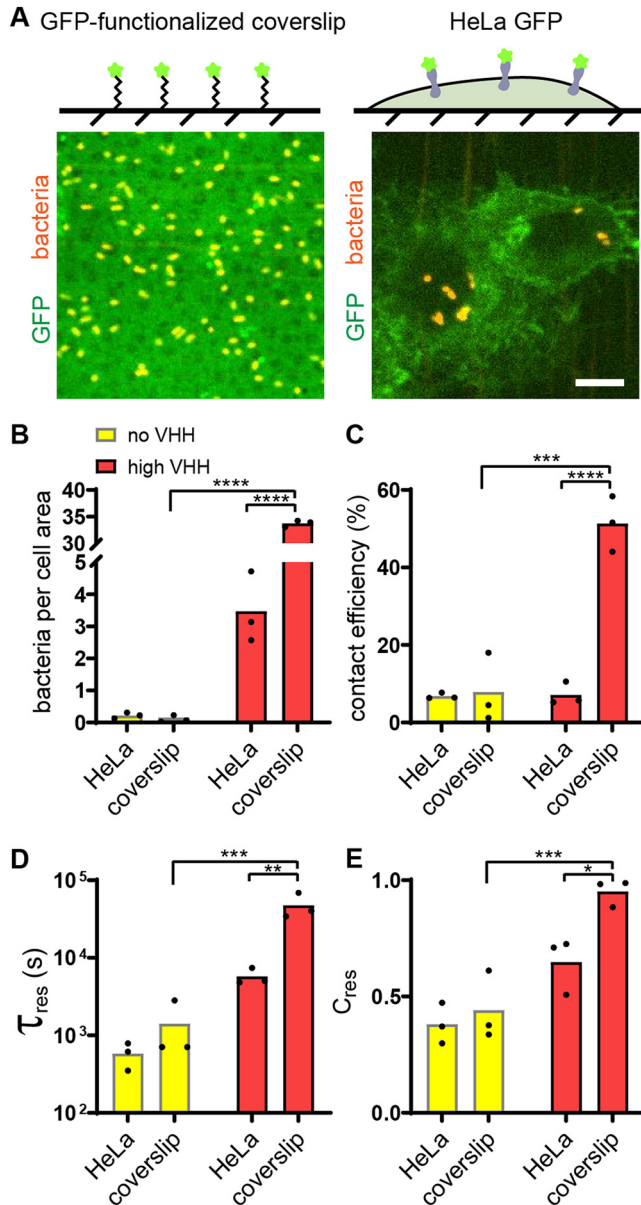 A GFP-functionalized coverslip HeLa GFP
GFP bacteria
GFP bacteria
B
no VHH
high VHH
****
****
bacteria per cell area
40
35
30
5
4
3
2
1
0
HeLa
coverslip
HeLa
coverslip
C
***
****
contact efficiency (%)
60
40
20
0
HeLa
coverslip
HeLa
coverslip
D
***
**
τres (s)
10^5
10^4
10^3
10^2
HeLa
coverslip
HeLa
coverslip
E
***
*
Cres
1.0
0.5
0.0
HeLa
coverslip
HeLa
coverslip